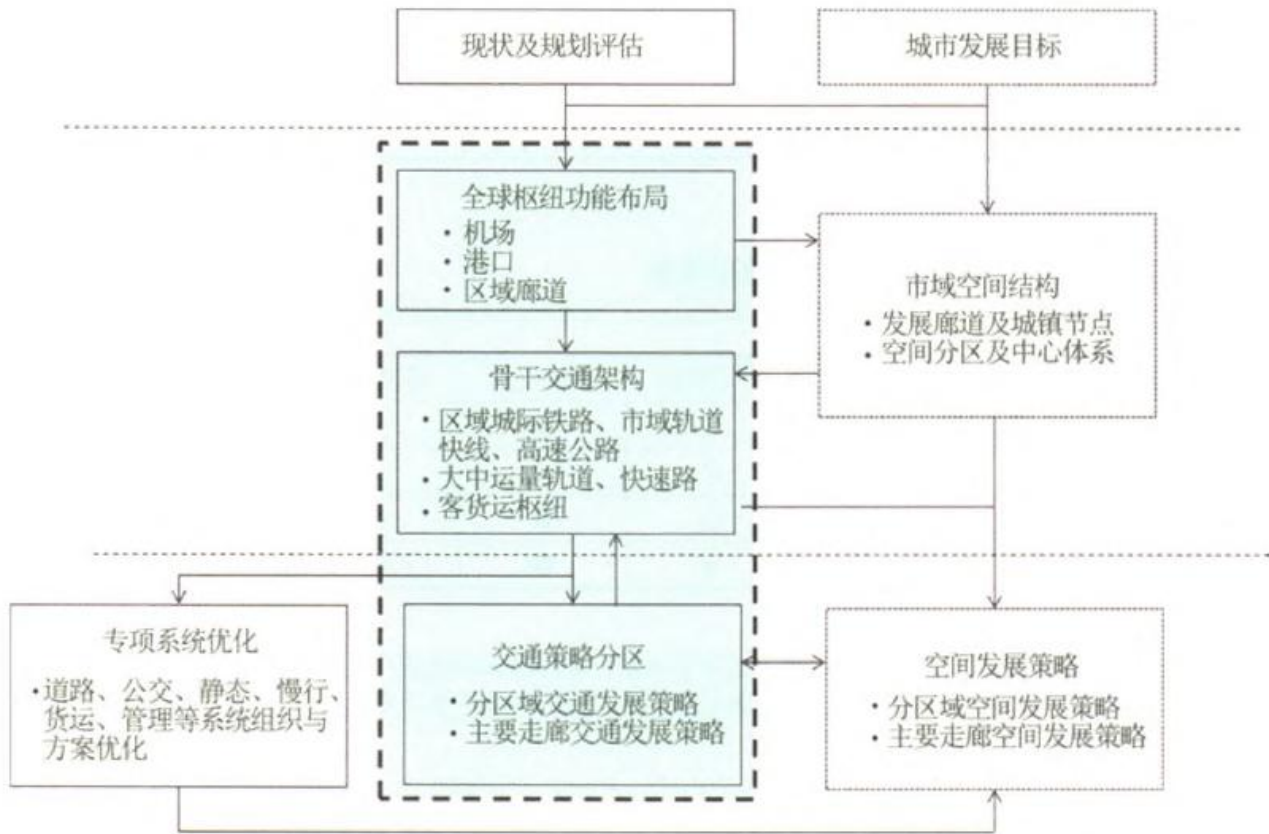 现状及规划评估
城市发展目标
全球枢纽功能布局
• 机场
• 港口
• 区域廊道
市域空间结构
• 发展廊道及城镇节点
• 空间分区及中心体系
骨干交通架构
• 区域城际铁路、市域轨道
快线、高速公路
• 大中运量轨道、快速路
• 客货运枢纽
专项系统优化
• 道路、公交、静态、慢行、
货运、管理等系统组织与
方案优化
交通策略分区
• 分区域交通发展策略
• 主要走廊交通发展策略
空间发展策略
• 分区域空间发展策略
• 主要走廊空间发展策略